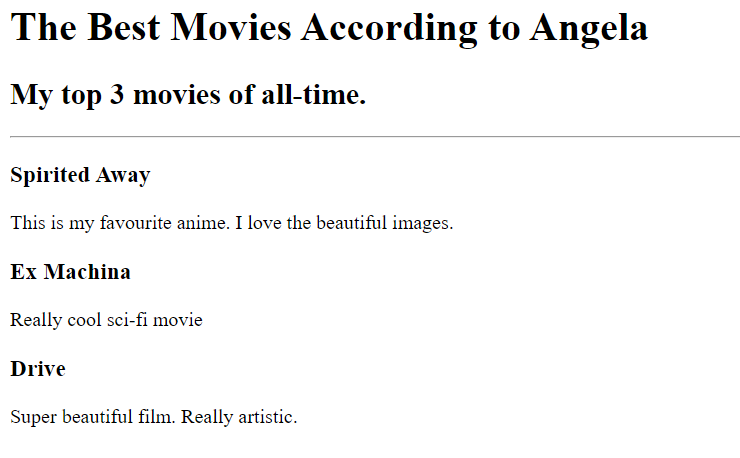 The Best Movies According to Angela
My top 3 movies of all-time.
Spirited Away
This is my favourite anime. I love the beautiful images.
Ex Machina
Really cool sci-fi movie
Drive
Super beautiful film. Really artistic.